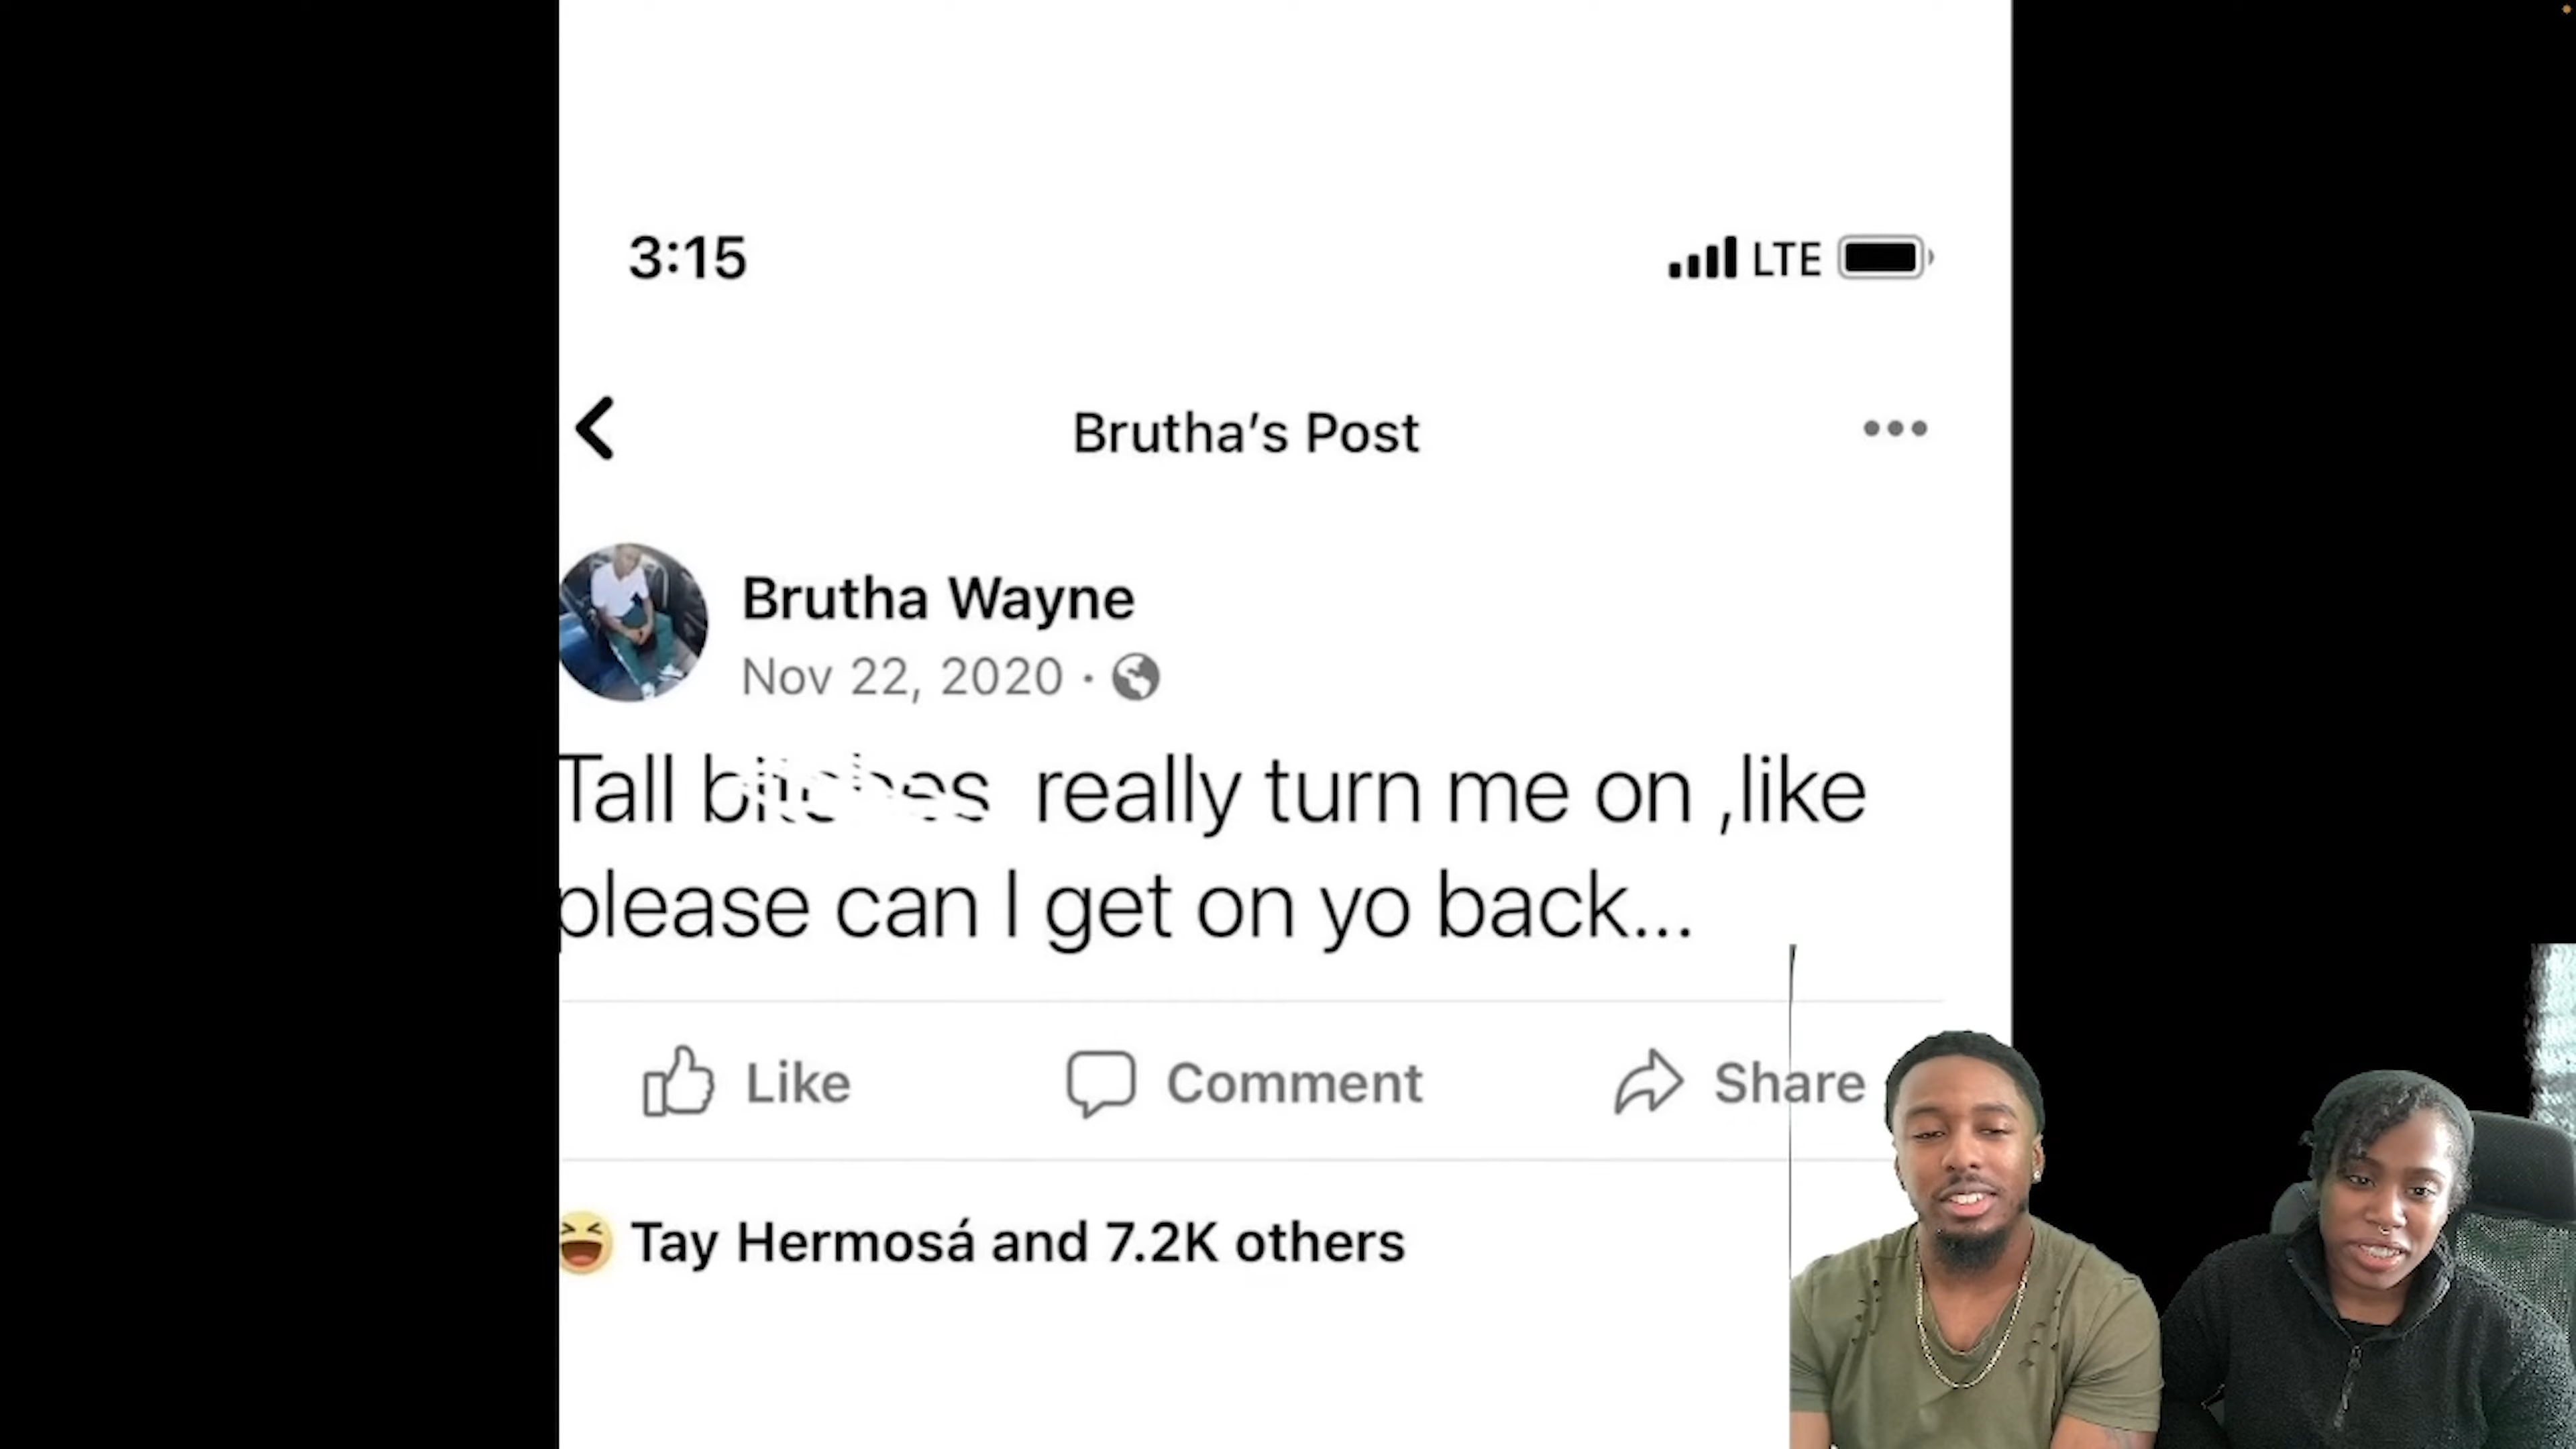 3:15 LTE
Brutha's Post
Brutha Wayne
Nov 22, 2020 ·
Tall bitches really turn me on ,like
please can I get on yo back...
Like Comment Share
Tay Hermosá and 7.2K others